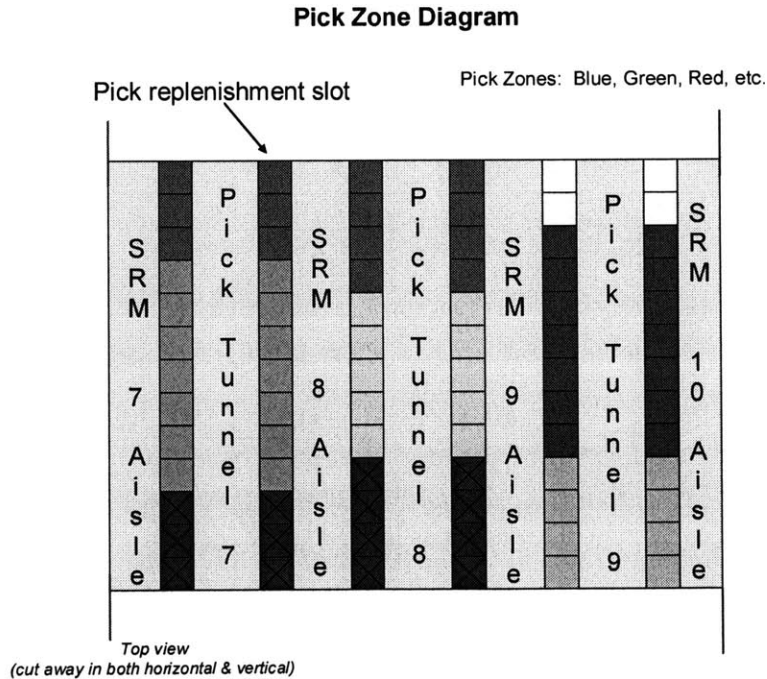 Pick Zone Diagram
Pick Zones: Blue, Green, Red, etc.
Pick replenishment slot
SRM 7 Aisle
Pick Tunnel 7
SRM 8 Aisle
Pick Tunnel 8
SRM 9 Aisle
Pick Tunnel 9
SRM 10 Aisle
Top view
(cut away in both horizontal & vertical)